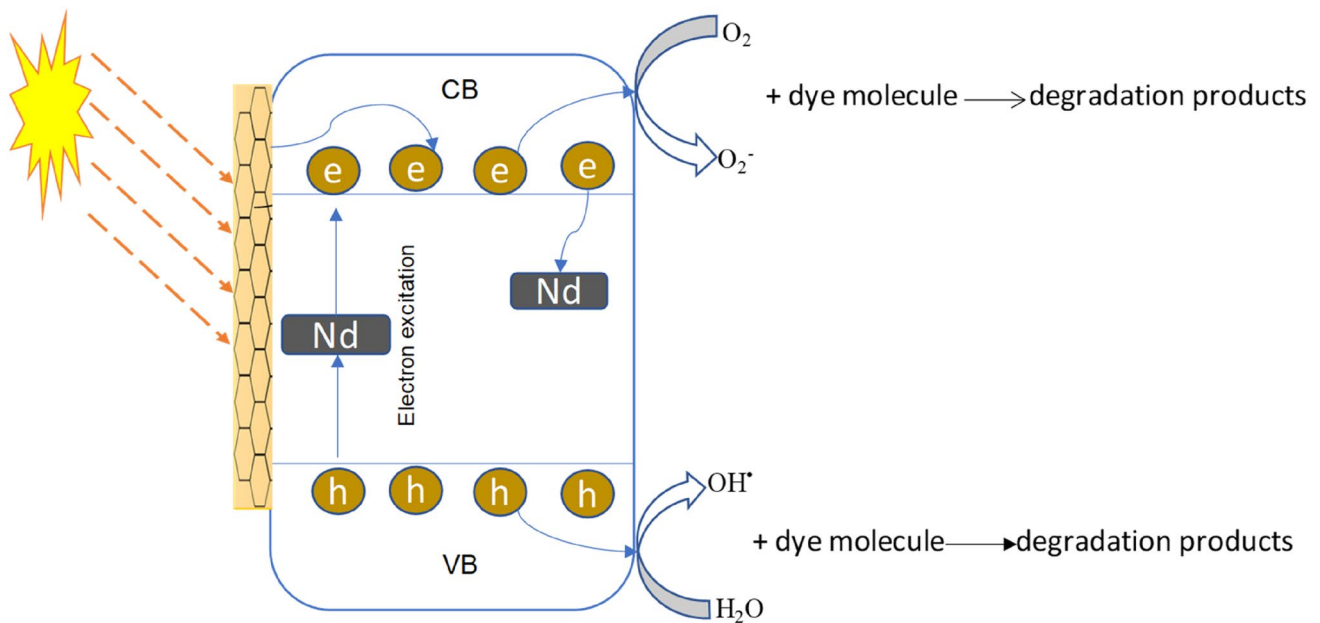 O₂
CB
+ dye molecule → degradation products
O₂⁻
e e e e
Nd
Nd
Electron excitation
h h h h
OH•
+ dye molecule → degradation products
VB
H₂O